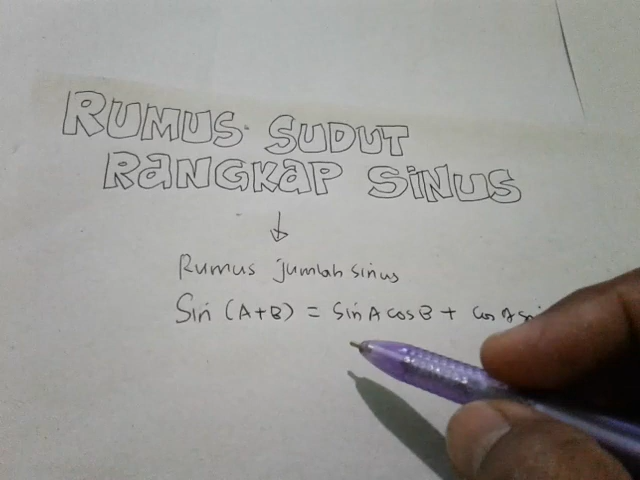 RUMUS SUDUT
RANGKAP SINUS
Rumus jumlah sinus
Sin (A+B) = Sin A cos B + Cos A